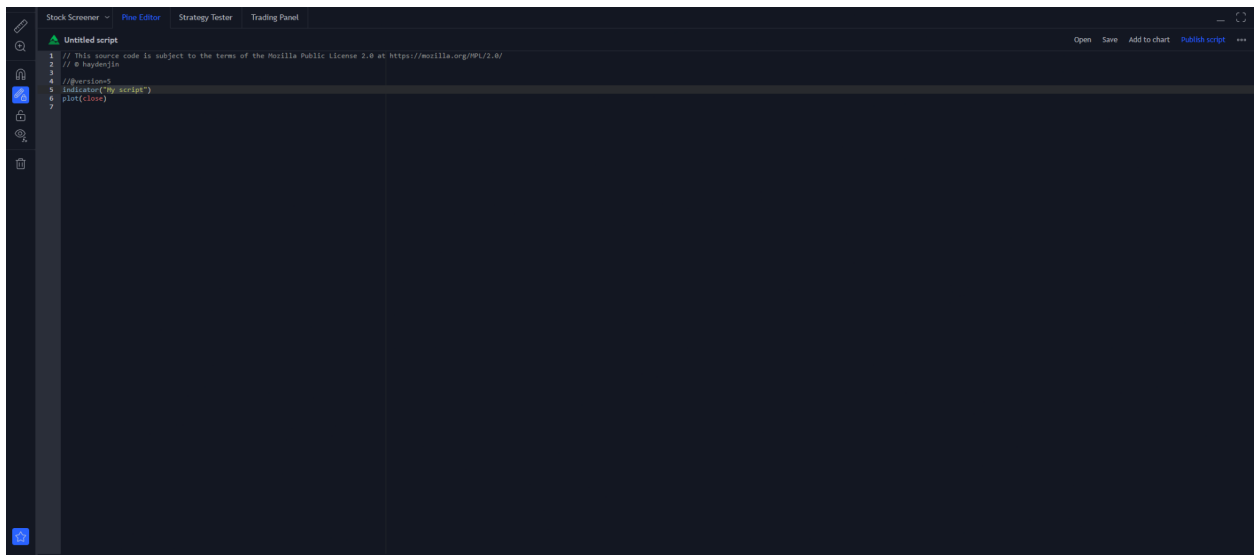 Stock Screener Pine Editor Strategy Tester Trading Panel
Untitled script Open Save Add to chart Publish script
1 // This source code is subject to the terms of the Mozilla Public License 2.0 at https://mozilla.org/MPL/2.0/
2 // © haydenjin
3
4 //@version=5
5 indicator("My script")
6 plot(close)
7